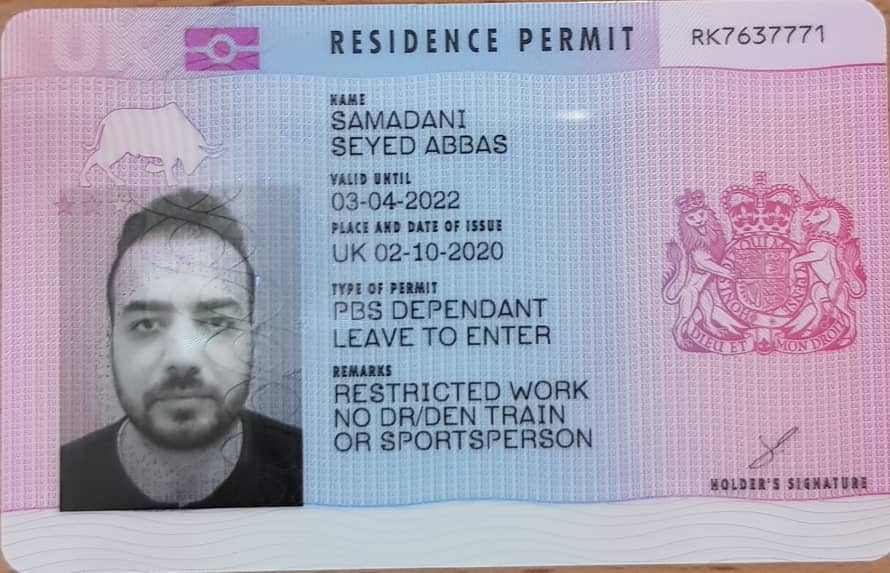 UK
RESIDENCE PERMIT
RK7637771
NAME
SAMADANI
SEYED ABBAS
VALID UNTIL
03-04-2022
PLACE AND DATE OF ISSUE
UK 02-10-2020
TYPE OF PERMIT
PBS DEPENDANT
LEAVE TO ENTER
REMARKS
RESTRICTED WORK
NO DR/DEN TRAIN
OR SPORTSPERSON
DIEU ET MON DROIT
HOLDER'S SIGNATURE